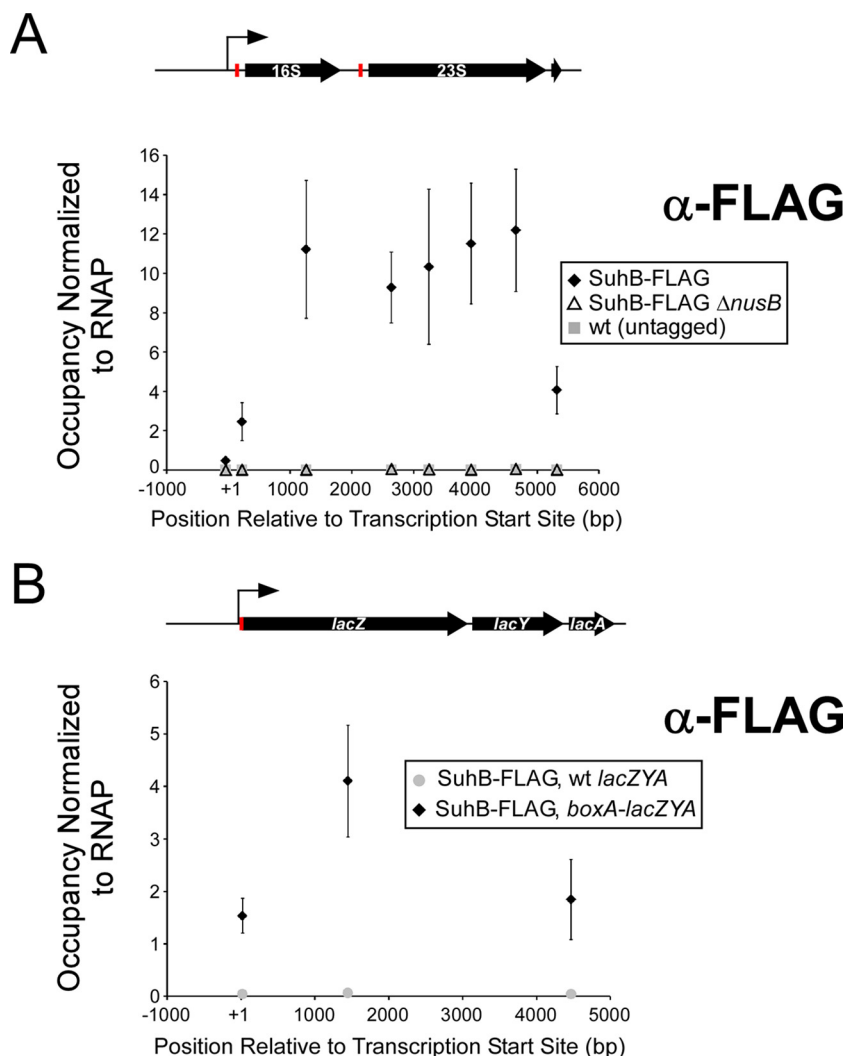 A
16S 23S
16
14
12
10
8
6
4
2
0
Occupancy Normalized
to RNAP
-1000 +1 1000 2000 3000 4000 5000 6000
Position Relative to Transcription Start Site (bp)
α-FLAG
SuhB-FLAG
SuhB-FLAG ΔnusB
wt (untagged)
B
lacZ lacY lacA
6
5
4
3
2
1
0
Occupancy Normalized
to RNAP
-1000 +1 1000 2000 3000 4000 5000
Position Relative to Transcription Start Site (bp)
α-FLAG
SuhB-FLAG, wt lacZYA
SuhB-FLAG, boxA-lacZYA